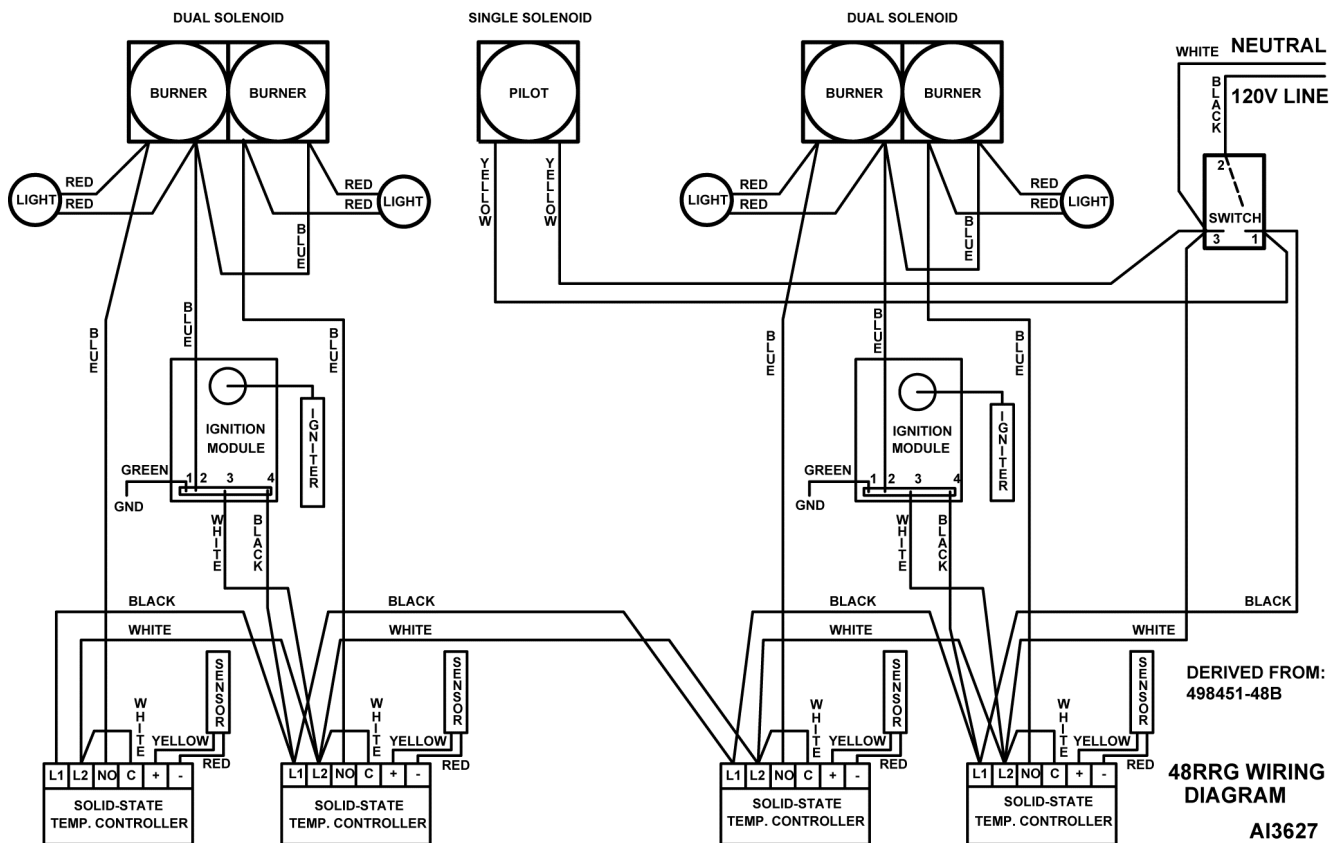 DUAL SOLENOID
SINGLE SOLENOID
DUAL SOLENOID
BURNER
BURNER
PILOT
BURNER
BURNER
WHITE
NEUTRAL
BLACK
120V LINE
2
SWITCH
3
1
LIGHT
RED
RED
RED
RED
LIGHT
YELLOW
YELLOW
LIGHT
RED
RED
RED
RED
LIGHT
BLUE
BLUE
BLUE
BLUE
BLUE
BLUE
BLUE
BLUE
IGNITION
MODULE
IGNITER
GREEN
1
2
3
4
GND
WHITE
BLACK
IGNITION
MODULE
IGNITER
GREEN
1
2
3
4
GND
WHITE
BLACK
BLACK
BLACK
BLACK
WHITE
WHITE
WHITE
SENSOR
WHITE
YELLOW
RED
SENSOR
WHITE
YELLOW
RED
SENSOR
WHITE
YELLOW
RED
SENSOR
WHITE
YELLOW
RED
L1 L2 NO C + -
SOLID-STATE
TEMP. CONTROLLER
L1 L2 NO C + -
SOLID-STATE
TEMP. CONTROLLER
L1 L2 NO C + -
SOLID-STATE
TEMP. CONTROLLER
L1 L2 NO C + -
SOLID-STATE
TEMP. CONTROLLER
DERIVED FROM:
498451-48B
48RRG WIRING
DIAGRAM
AI3627